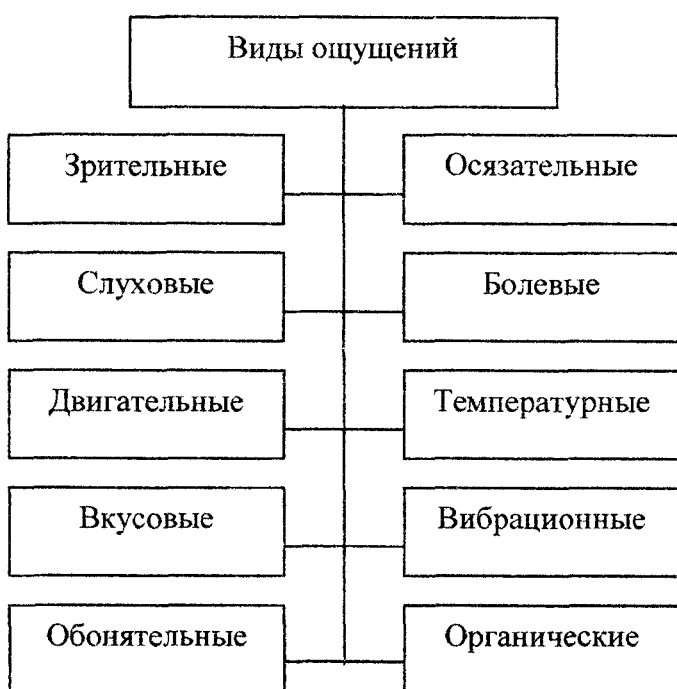 Виды ощущений
Зрительные
Осязательные
Слуховые
Болевые
Двигательные
Температурные
Вкусовые
Вибрационные
Обонятельные
Органические